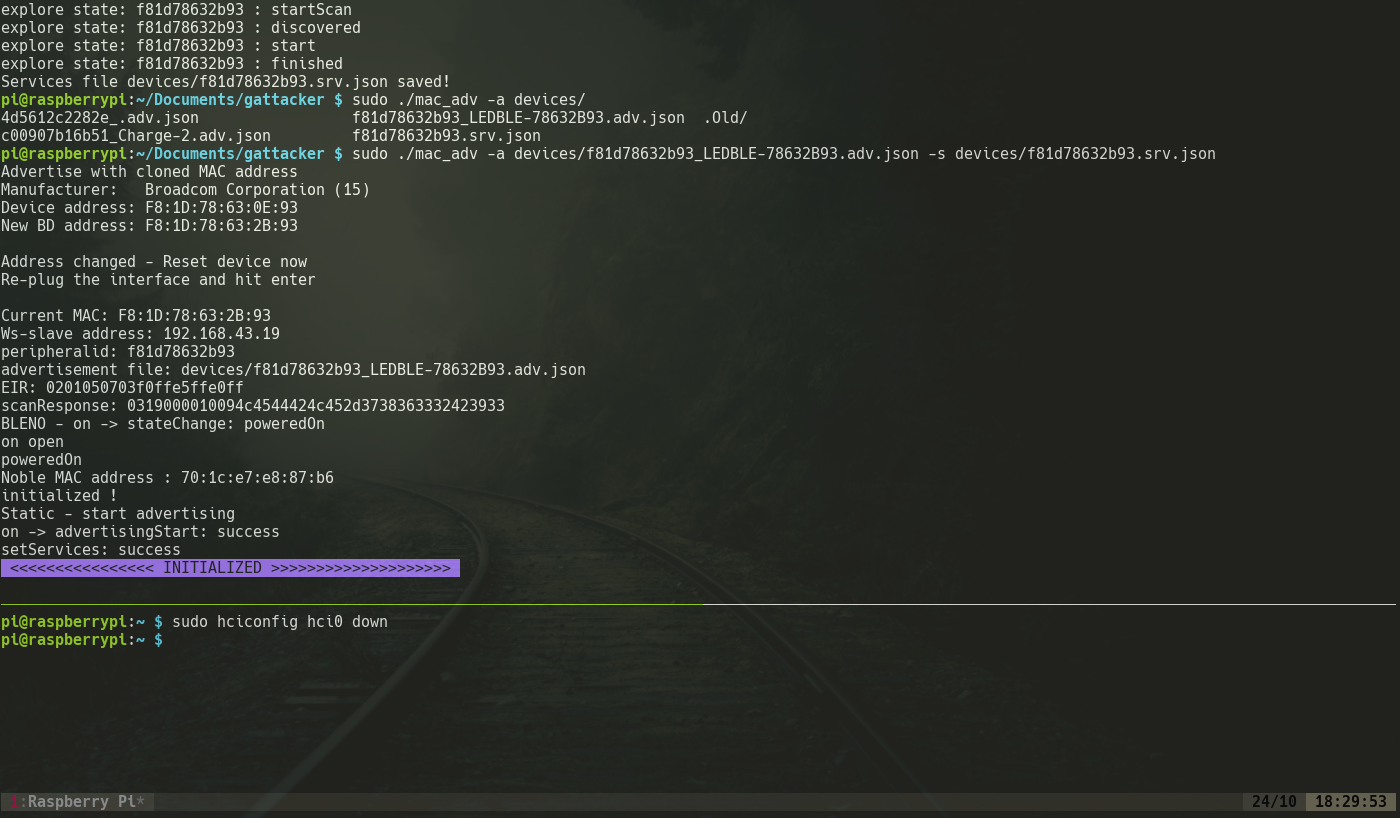 explore state: f81d78632b93 : startScan
explore state: f81d78632b93 : discovered
explore state: f81d78632b93 : start
explore state: f81d78632b93 : finished
Services file devices/f81d78632b93.srv.json saved!
pi@raspberrypi:~/Documents/gattacker $ sudo ./mac_adv -a devices/
4d5612c2282e_.adv.json                 f81d78632b93_LEDBLE-78632B93.adv.json  .Old/
c00907b16b51_Charge-2.adv.json         f81d78632b93.srv.json
pi@raspberrypi:~/Documents/gattacker $ sudo ./mac_adv -a devices/f81d78632b93_LEDBLE-78632B93.adv.json -s devices/f81d78632b93.srv.json
Advertise with cloned MAC address
Manufacturer:   Broadcom Corporation (15)
Device address: F8:1D:78:63:0E:93
New BD address: F8:1D:78:63:2B:93
Address changed - Reset device now
Re-plug the interface and hit enter
Current MAC: F8:1D:78:63:2B:93
Ws-slave address: 192.168.43.19
peripheralid: f81d78632b93
advertisement file: devices/f81d78632b93_LEDBLE-78632B93.adv.json
EIR: 0201050703f0ffe5ffe0ff
scanResponse: 0319000010094c4544424c452d3738363332423933
BLENO - on -> stateChange: poweredOn
on open
poweredOn
Noble MAC address : 70:1c:e7:e8:87:b6
initialized !
Static - start advertising
on -> advertisingStart: success
setServices: success
<<<<<<<<<<<<<<<< INITIALIZED >>>>>>>>>>>>>>>>>>>>
pi@raspberrypi:~ $ sudo hciconfig hci0 down
pi@raspberrypi:~ $
1:Raspberry Pi* 24/10 18:29:53